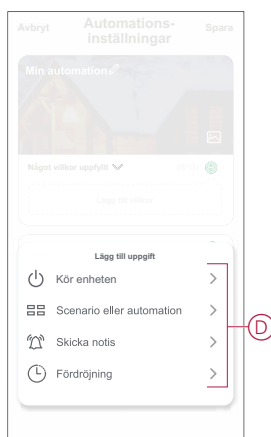 Avbryt
Automations-
inställningar
Spara
Min automation
Något villkor uppfyllt
Lägg till villkor
Lägg till uppgift
Kör enheten
Scenario eller automation
Skicka notis
Fördröjning
D